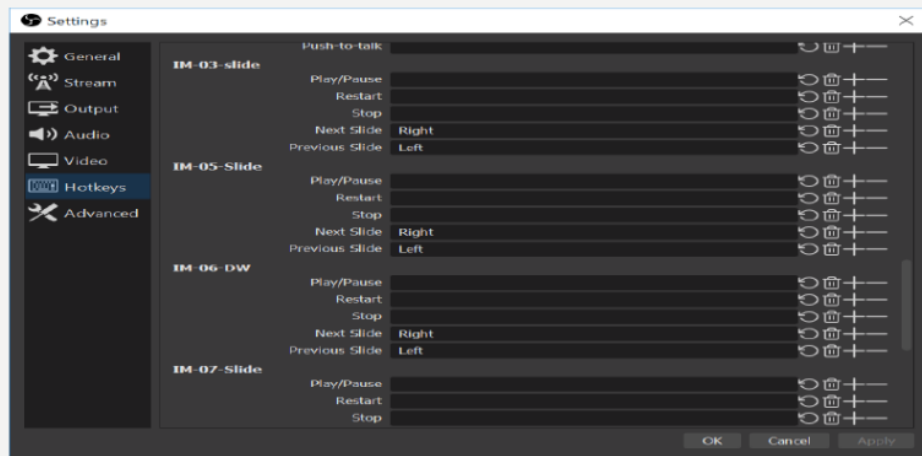 Settings
General
Stream
Output
Audio
Video
Hotkeys
Advanced
Push-to-talk
IM-03-slide
Play/Pause
Restart
Stop
Next Slide Right
Previous Slide Left
IM-05-Slide
Play/Pause
Restart
Stop
Next Slide Right
Previous Slide Left
IM-06-DW
Play/Pause
Restart
Stop
Next Slide Right
Previous Slide Left
IM-07-Slide
Play/Pause
Restart
Stop
OK Cancel Apply